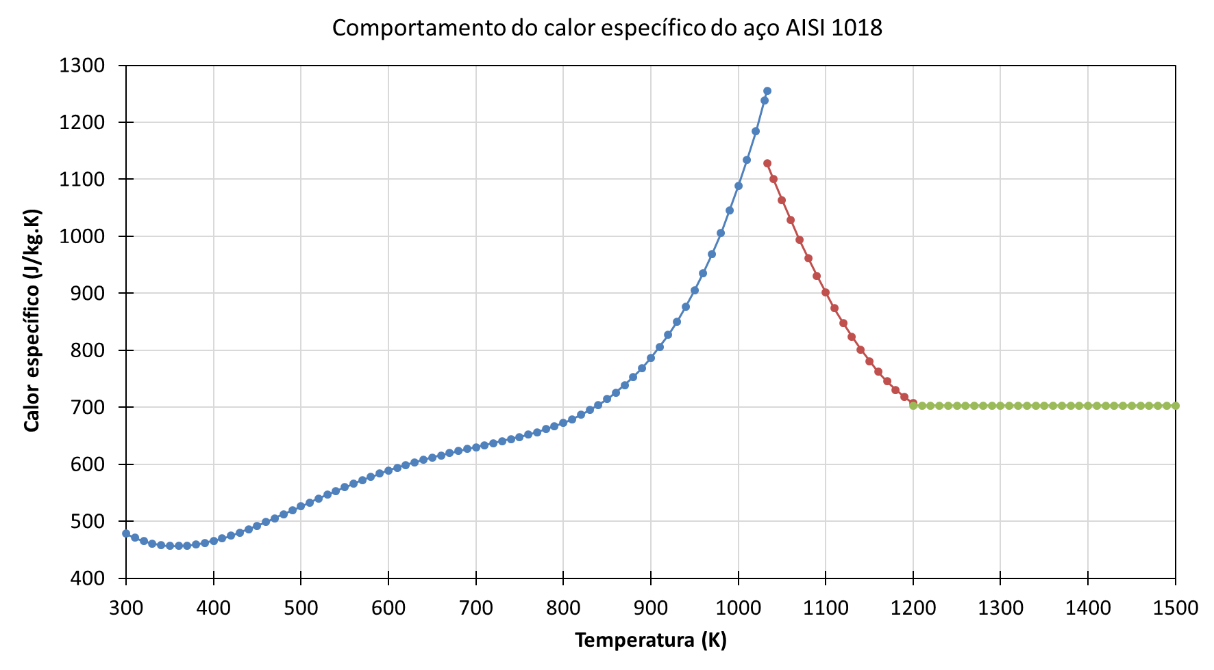 Comportamento do calor específico do aço AISI 1018
1300
1200
1100
1000
900
800
700
600
500
400
Calor específico (J/kg.K)
300 400 500 600 700 800 900 1000 1100 1200 1300 1400 1500
Temperatura (K)